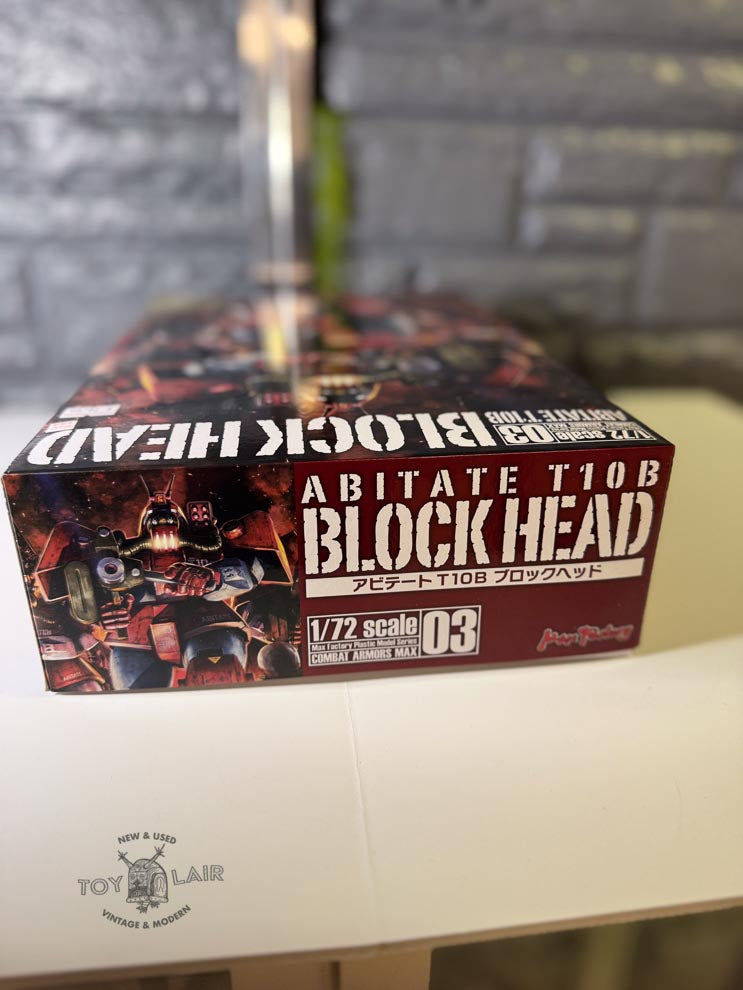 BLOCK HEAD
ABITATE T10B
1/72 scale 03
ABITATE T10B
BLOCK HEAD
アビテート T10B ブロックヘッド
1/72 scale
Max Factory Plastic Model Series
COMBAT ARMORS MAX
03
Max Factory
NEW & USED
TOY LAIR
VINTAGE & MODERN